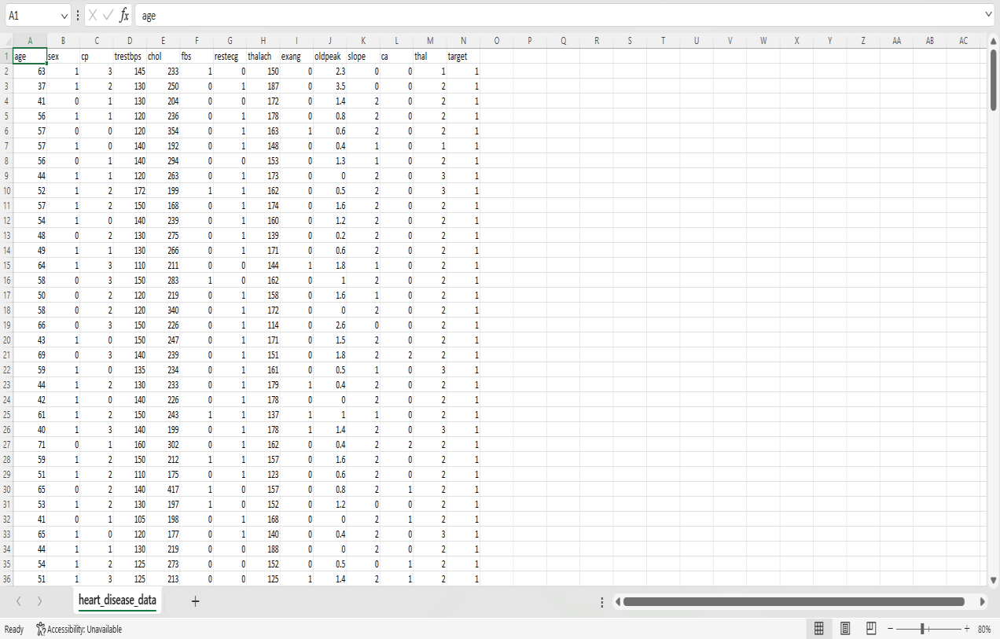 A1 fx age
A B C D E F G H I J K L M N O P Q R S T U V W X Y Z AA AB AC
1 age sex cp trestbps chol fbs restecg thalach exang oldpeak slope ca thal target
2 63 1 3 145 233 1 0 150 0 2.3 0 0 1 1
3 37 1 2 130 250 0 1 187 0 3.5 0 0 2 1
4 41 0 1 130 204 0 0 172 0 1.4 2 0 2 1
5 56 1 1 120 236 0 1 178 0 0.8 2 0 2 1
6 57 0 0 120 354 0 1 163 1 0.6 2 0 2 1
7 57 1 0 140 192 0 1 148 0 0.4 1 0 1 1
8 56 0 1 140 294 0 0 153 0 1.3 1 0 2 1
9 44 1 1 120 263 0 1 173 0 0 2 0 3 1
10 52 1 2 172 199 1 1 162 0 0.5 2 0 3 1
11 57 1 2 150 168 0 1 174 0 1.6 2 0 2 1
12 54 1 0 140 239 0 1 160 0 1.2 2 0 2 1
13 48 0 2 130 275 0 1 139 0 0.2 2 0 2 1
14 49 1 1 130 266 0 1 171 0 0.6 2 0 2 1
15 64 1 3 110 211 0 0 144 1 1.8 1 0 2 1
16 58 0 3 150 283 1 0 162 0 1 2 0 2 1
17 50 0 2 120 219 0 1 158 0 1.6 1 0 2 1
18 58 0 2 120 340 0 1 172 0 0 2 0 2 1
19 66 0 3 150 226 0 1 114 0 2.6 0 0 2 1
20 43 1 0 150 247 0 1 171 0 1.5 2 0 2 1
21 69 0 3 140 239 0 1 151 0 1.8 2 2 2 1
22 59 1 0 135 234 0 1 161 0 0.5 1 0 3 1
23 44 1 2 130 233 0 1 179 1 0.4 2 0 2 1
24 42 1 0 140 226 0 1 178 0 0 2 0 2 1
25 61 1 2 150 243 1 1 137 1 1 1 0 2 1
26 40 1 3 140 199 0 1 178 1 1.4 2 0 3 1
27 71 0 1 160 302 0 1 162 0 0.4 2 2 2 1
28 59 1 2 150 212 1 1 157 0 1.6 2 0 2 1
29 51 1 2 110 175 0 1 123 0 0.6 2 0 2 1
30 65 0 2 140 417 1 0 157 0 0.8 2 1 2 1
31 53 1 2 130 197 1 0 152 0 1.2 0 0 2 1
32 41 0 1 105 198 0 1 168 0 0 2 1 2 1
33 65 1 0 120 177 0 1 140 0 0.4 2 0 3 1
34 44 1 1 130 219 0 0 188 0 0 2 0 2 1
35 54 1 2 125 273 0 0 152 0 0.5 0 1 2 1
36 51 1 3 125 213 0 0 125 1 1.4 2 1 2 1
heart_disease_data
Ready Accessibility: Unavailable 80%